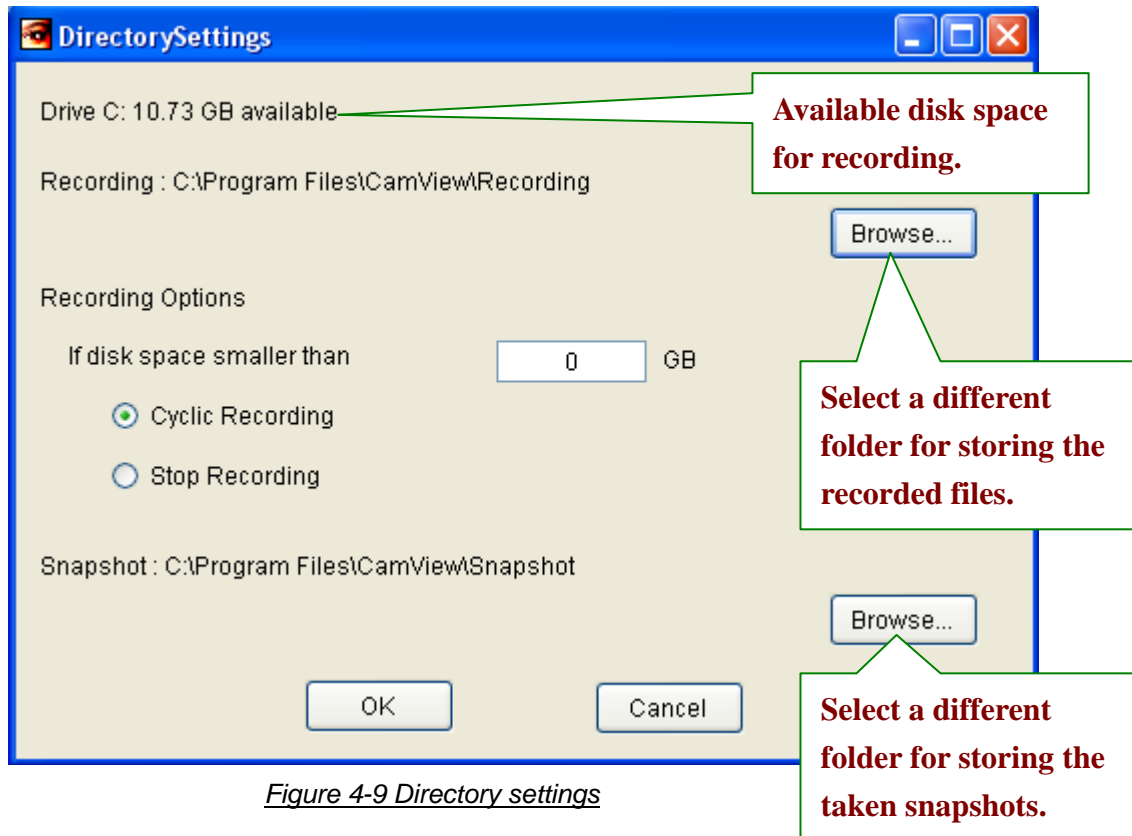 DirectorySettings
Drive C: 10.73 GB available
Available disk space
for recording.
Recording : C:\Program Files\CamView\Recording
Browse...
Recording Options
If disk space smaller than 0 GB
Cyclic Recording
Stop Recording
Select a different
folder for storing the
recorded files.
Snapshot : C:\Program Files\CamView\Snapshot
Browse...
OK Cancel
Select a different
folder for storing the
taken snapshots.
Figure 4-9 Directory settings